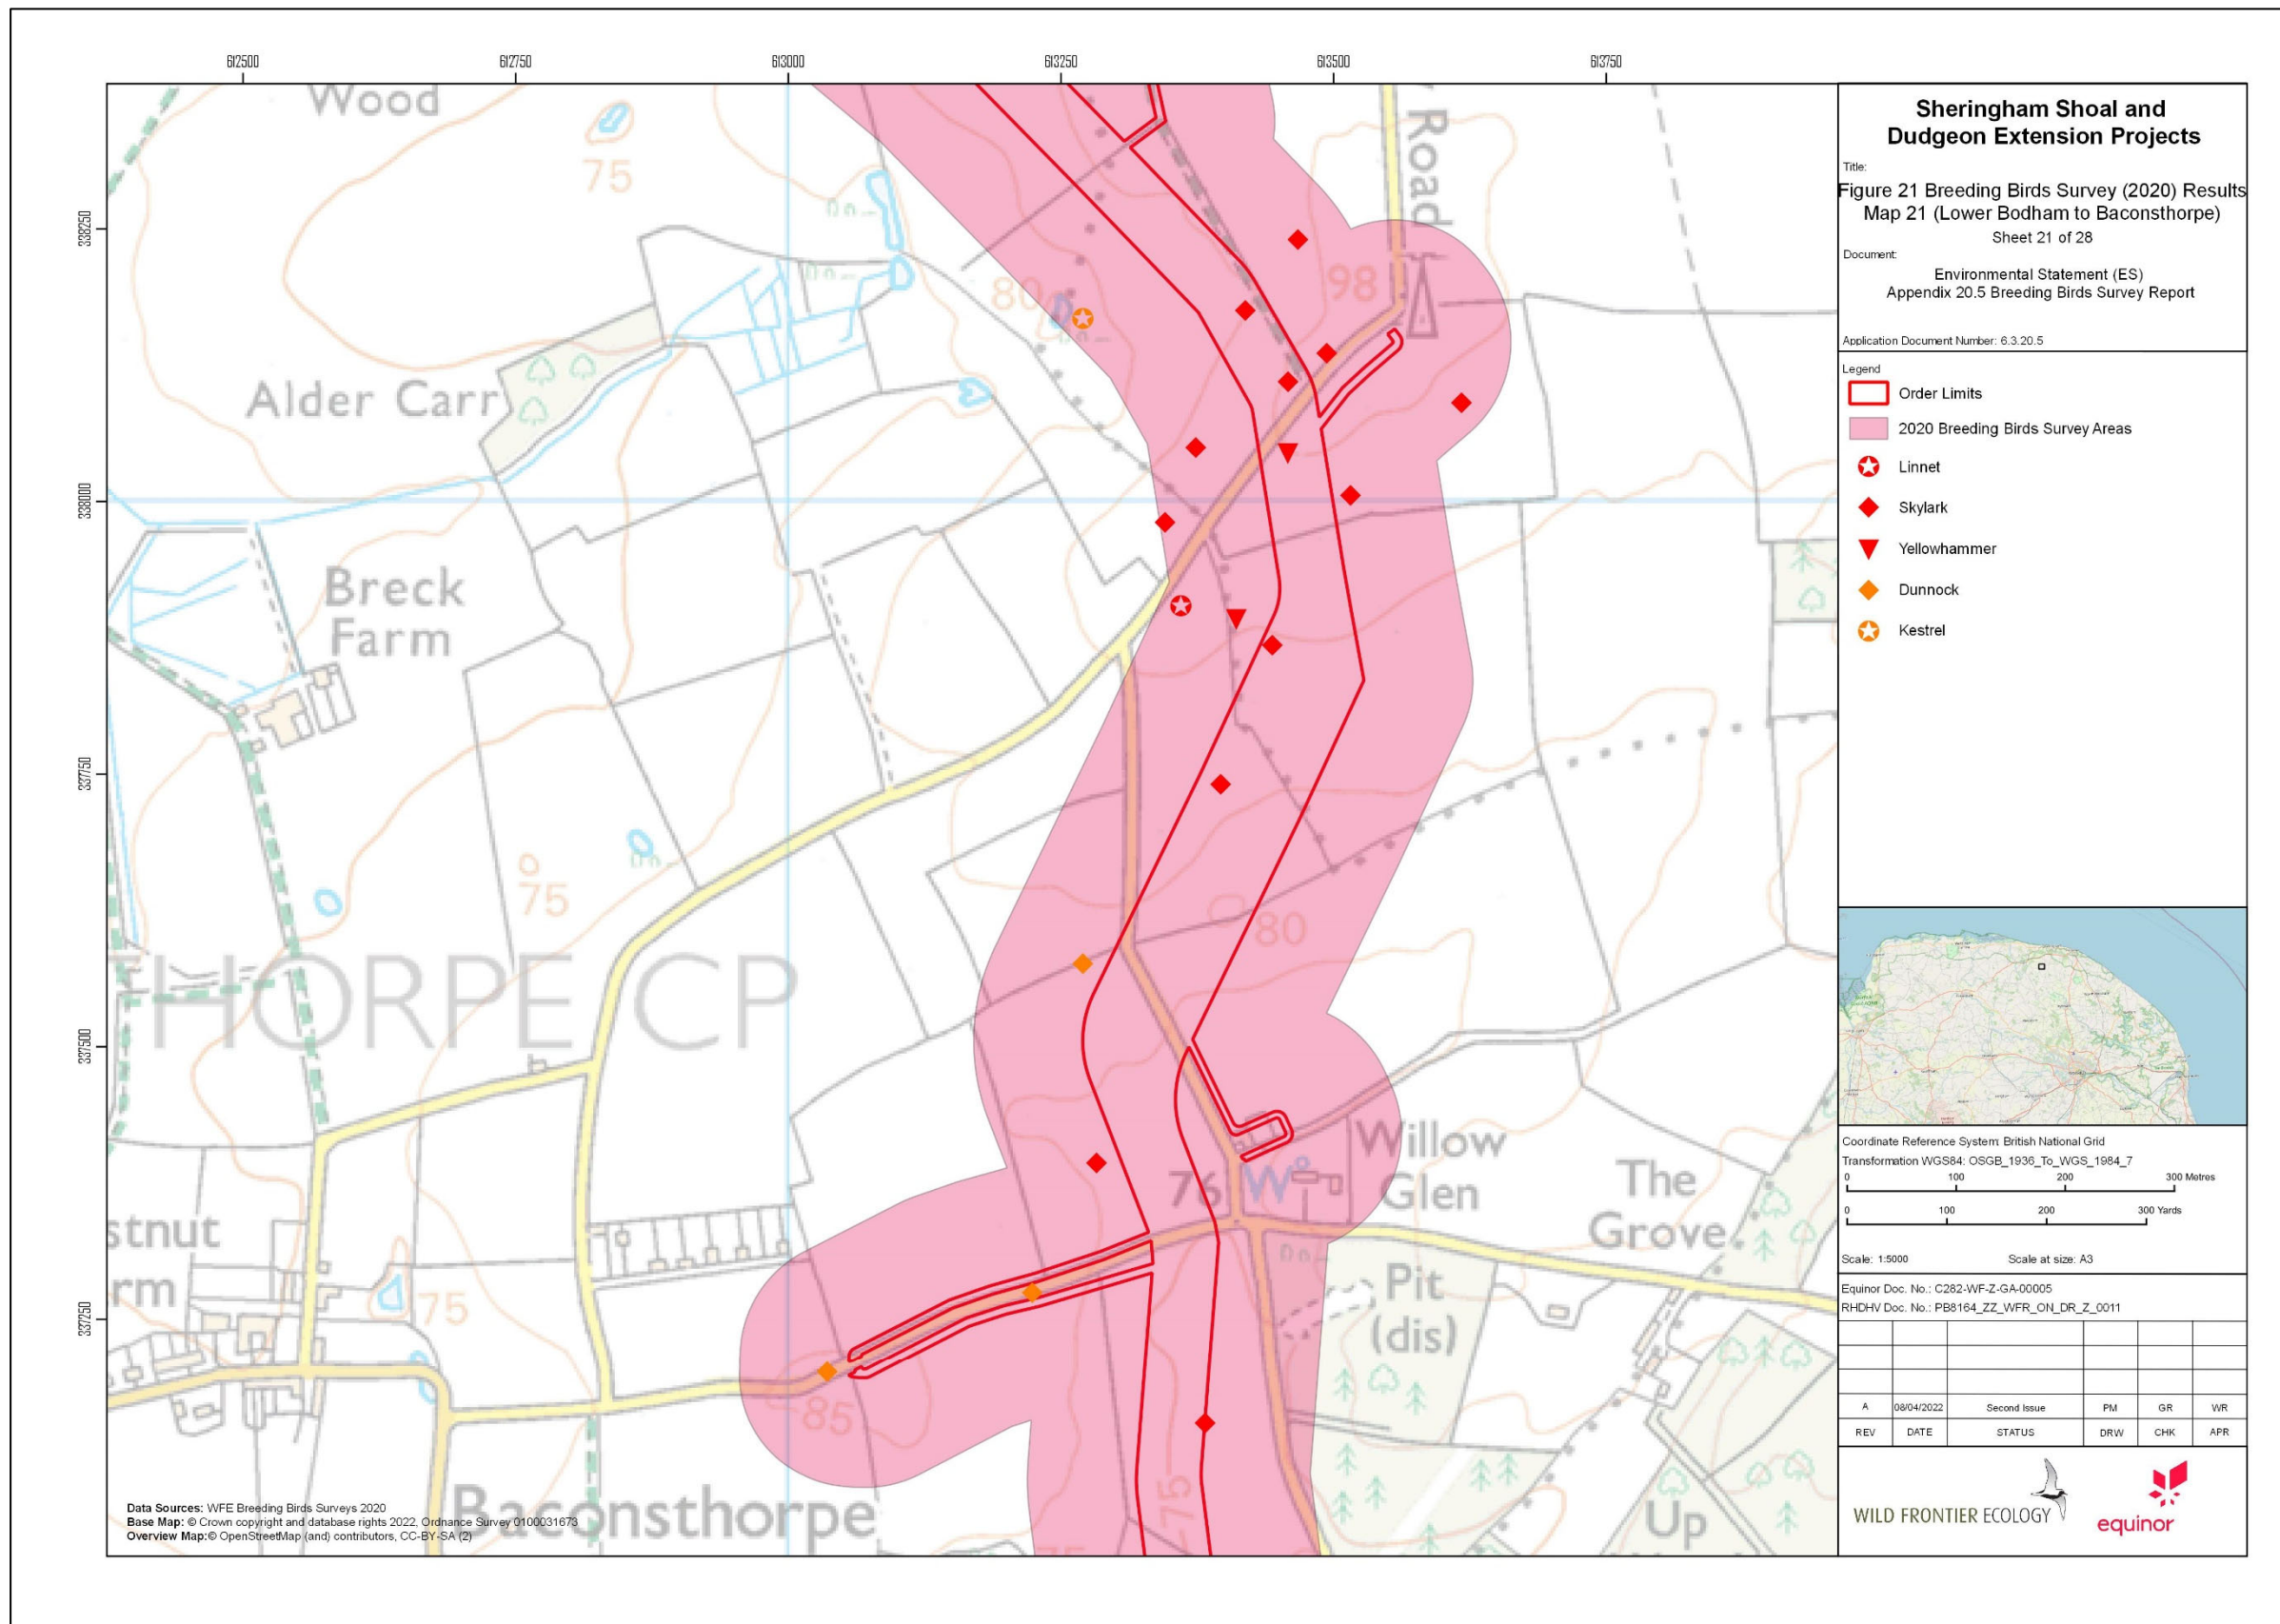 612500
612750
613000
613250
613500
613750
338250
338000
337750
337500
337250
Wood
75
Road
98
80
Alder Carr
Breck
Farm
75
80
THORPE CP
Willow
Glen
76
W
The
Grove
stnut
rm
75
Pit
(dis)
85
75
Baconsthorpe
Up
Data Sources: WFE Breeding Birds Surveys 2020
Base Map: © Crown copyright and database rights 2022, Ordnance Survey 0100031673
Overview Map:© OpenStreetMap (and) contributors, CC-BY-SA (2)
Sheringham Shoal and
Dudgeon Extension Projects
Title:
Figure 21 Breeding Birds Survey (2020) Results
Map 21 (Lower Bodham to Baconsthorpe)
Sheet 21 of 28
Document:
Environmental Statement (ES)
Appendix 20.5 Breeding Birds Survey Report
Application Document Number: 6.3.20.5
Legend
Order Limits
2020 Breeding Birds Survey Areas
Linnet
Skylark
Yellowhammer
Dunnock
Kestrel
Coordinate Reference System: British National Grid
Transformation WGS84: OSGB_1936_To_WGS_1984_7
0 100 200 300 Metres
0 100 200 300 Yards
Scale: 1:5000 Scale at size: A3
Equinor Doc. No.: C282-WF-Z-GA-00005
RHDHV Doc. No.: PB8164_ZZ_WFR_ON_DR_Z_0011
A 08/04/2022 Second Issue PM GR WR
REV DATE STATUS DRW CHK APR
WILD FRONTIER ECOLOGY
equinor